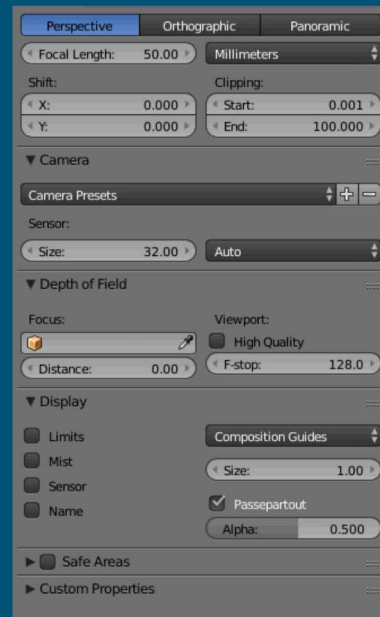 Perspective Orthographic Panoramic
Focal Length: 50.00 Millimeters
Shift: Clipping:
X: 0.000 Start: 0.001
Y: 0.000 End: 100.000
Camera
Camera Presets
Sensor:
Size: 32.00 Auto
Depth of Field
Focus: Viewport:
High Quality
Distance: 0.00 F-stop: 128.0
Display
Limits Composition Guides
Mist Size: 1.00
Sensor Passepartout
Name Alpha: 0.500
Safe Areas
Custom Properties